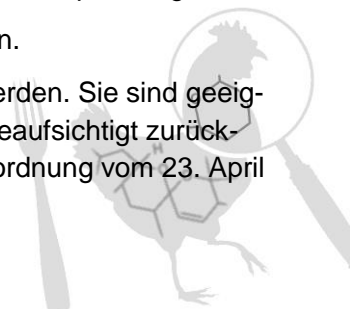 n.
erden. Sie sind geeig-
eaufsichtigt zurück-
ordnung vom 23. April